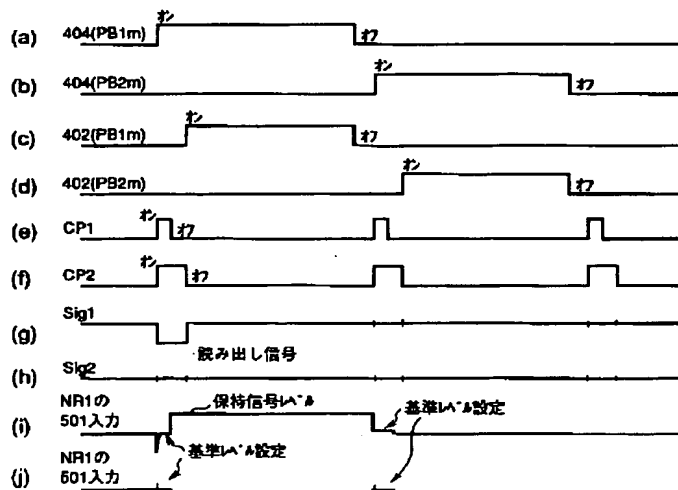 (a) 404(PB1m) オン オフ
(b) 404(PB2m) オン オフ
(c) 402(PB1m) オン オフ
(d) 402(PB2m) オン オフ
(e) CP1 オン オフ
(f) CP2 オン オフ
(g) Sig1 読み出し信号
(h) Sig2
(i) NR1の
501入力 保持信号レベル 基準レベル設定 基準レベル設定
(j) NR1の
501入力